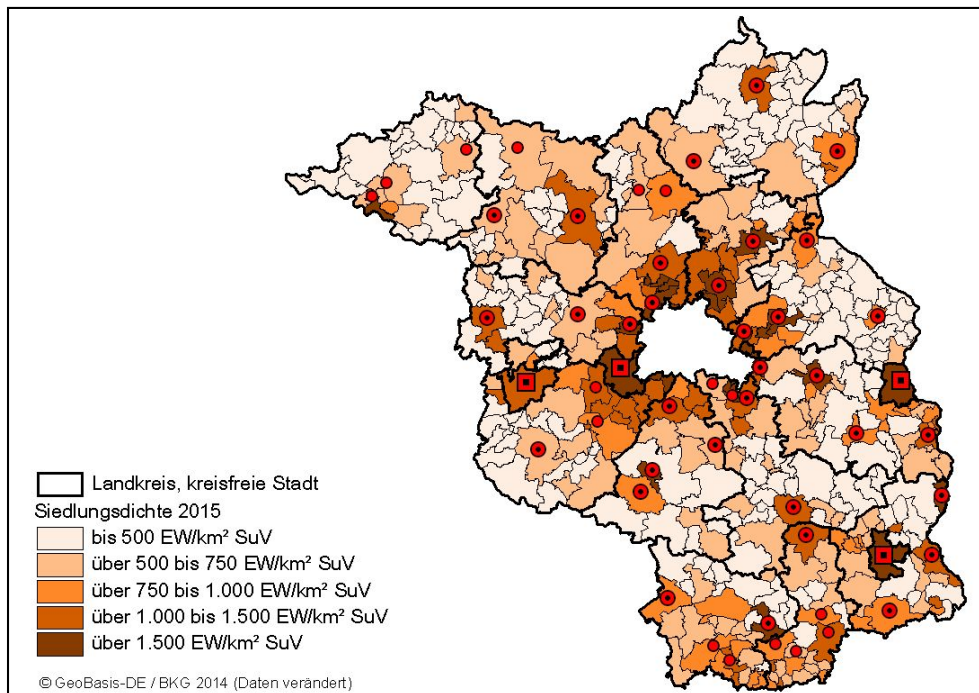 Landkreis, kreisfreie Stadt
Siedlungsdichte 2015
bis 500 EW/km² SuV
über 500 bis 750 EW/km² SuV
über 750 bis 1.000 EW/km² SuV
über 1.000 bis 1.500 EW/km² SuV
über 1.500 EW/km² SuV
© GeoBasis-DE / BKG 2014 (Daten verändert)